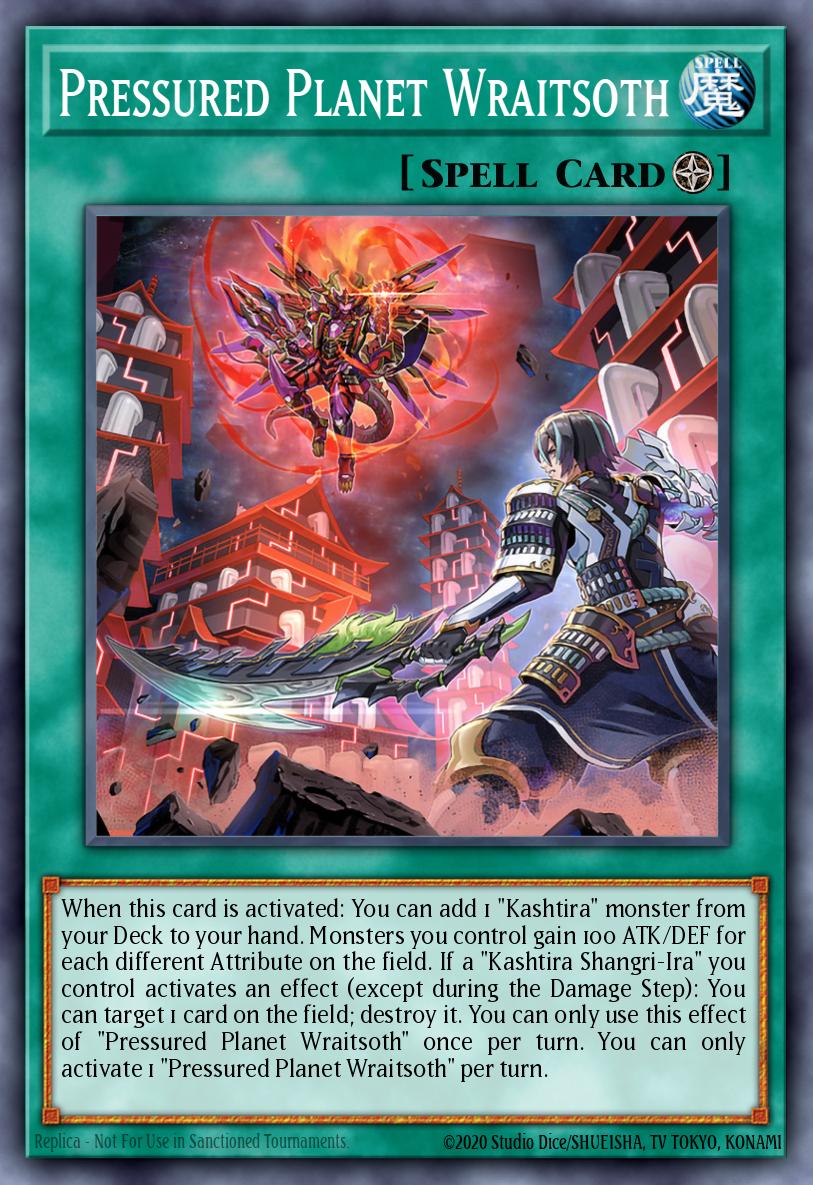 PRESSURED PLANET WRAITSOTH
SPELL
魔
[SPELL CARD]
When this card is activated: You can add 1 "Kashtira" monster from
your Deck to your hand. Monsters you control gain 100 ATK/DEF for
each different Attribute on the field. If a "Kashtira Shangri-Ira" you
control activates an effect (except during the Damage Step): You
can target 1 card on the field; destroy it. You can only use this effect
of "Pressured Planet Wraitsoth" once per turn. You can only
activate 1 "Pressured Planet Wraitsoth" per turn.
Replica - Not For Use in Sanctioned Tournaments.
©2020 Studio Dice/SHUEISHA, TV TOKYO, KONAMI